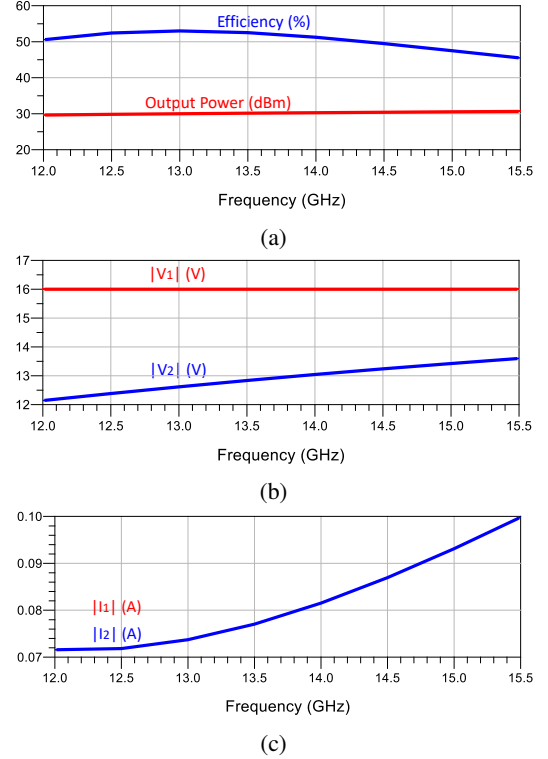 60
Efficiency (%)
50
40
Output Power (dBm)
30
20
12.0 12.5 13.0 13.5 14.0 14.5 15.0 15.5
Frequency (GHz)
(a)
17
|V1| (V)
16
15
14
|V2| (V)
13
12
12.0 12.5 13.0 13.5 14.0 14.5 15.0 15.5
Frequency (GHz)
(b)
0.10
0.09
|I1| (A)
0.08
|I2| (A)
0.07
12.0 12.5 13.0 13.5 14.0 14.5 15.0 15.5
Frequency (GHz)
(c)